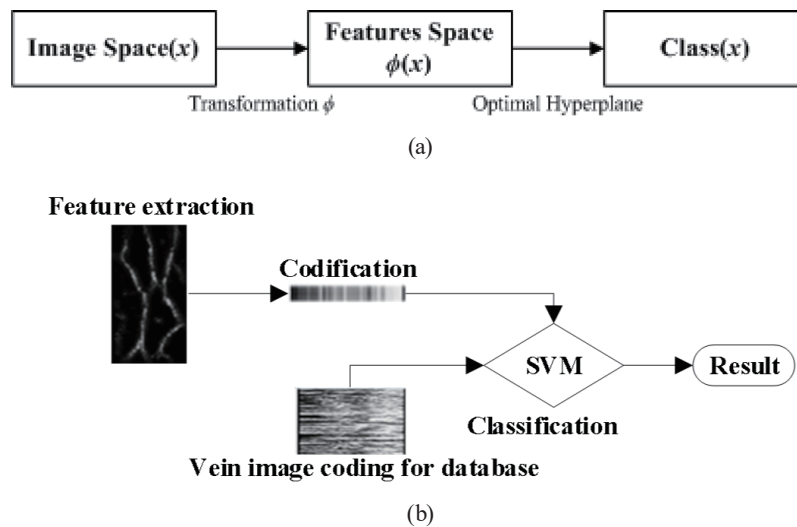 Image Space(x)
Features Space
ϕ(x)
Class(x)
Transformation ϕ
Optimal Hyperplane
(a)
Feature extraction
Codification
SVM
Result
Classification
Vein image coding for database
(b)